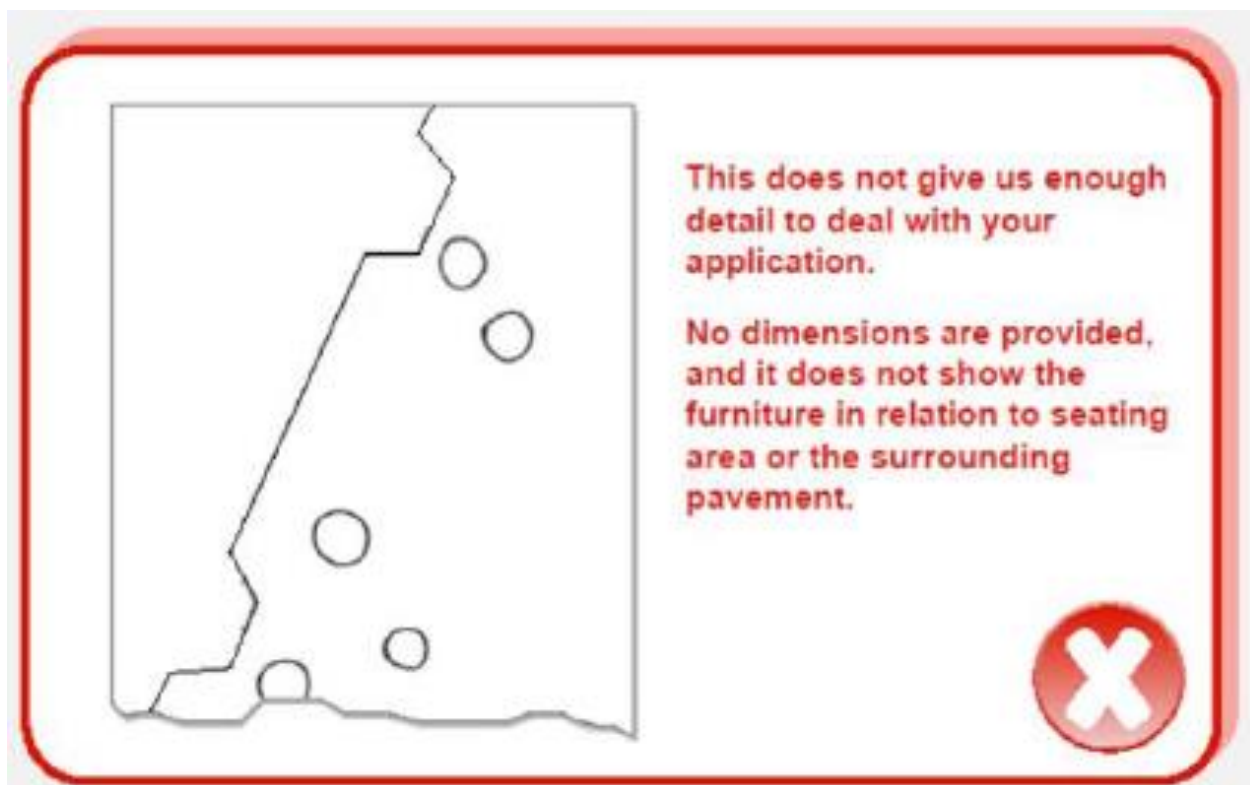 This does not give us enough
detail to deal with your
application.
No dimensions are provided,
and it does not show the
furniture in relation to seating
area or the surrounding
pavement.